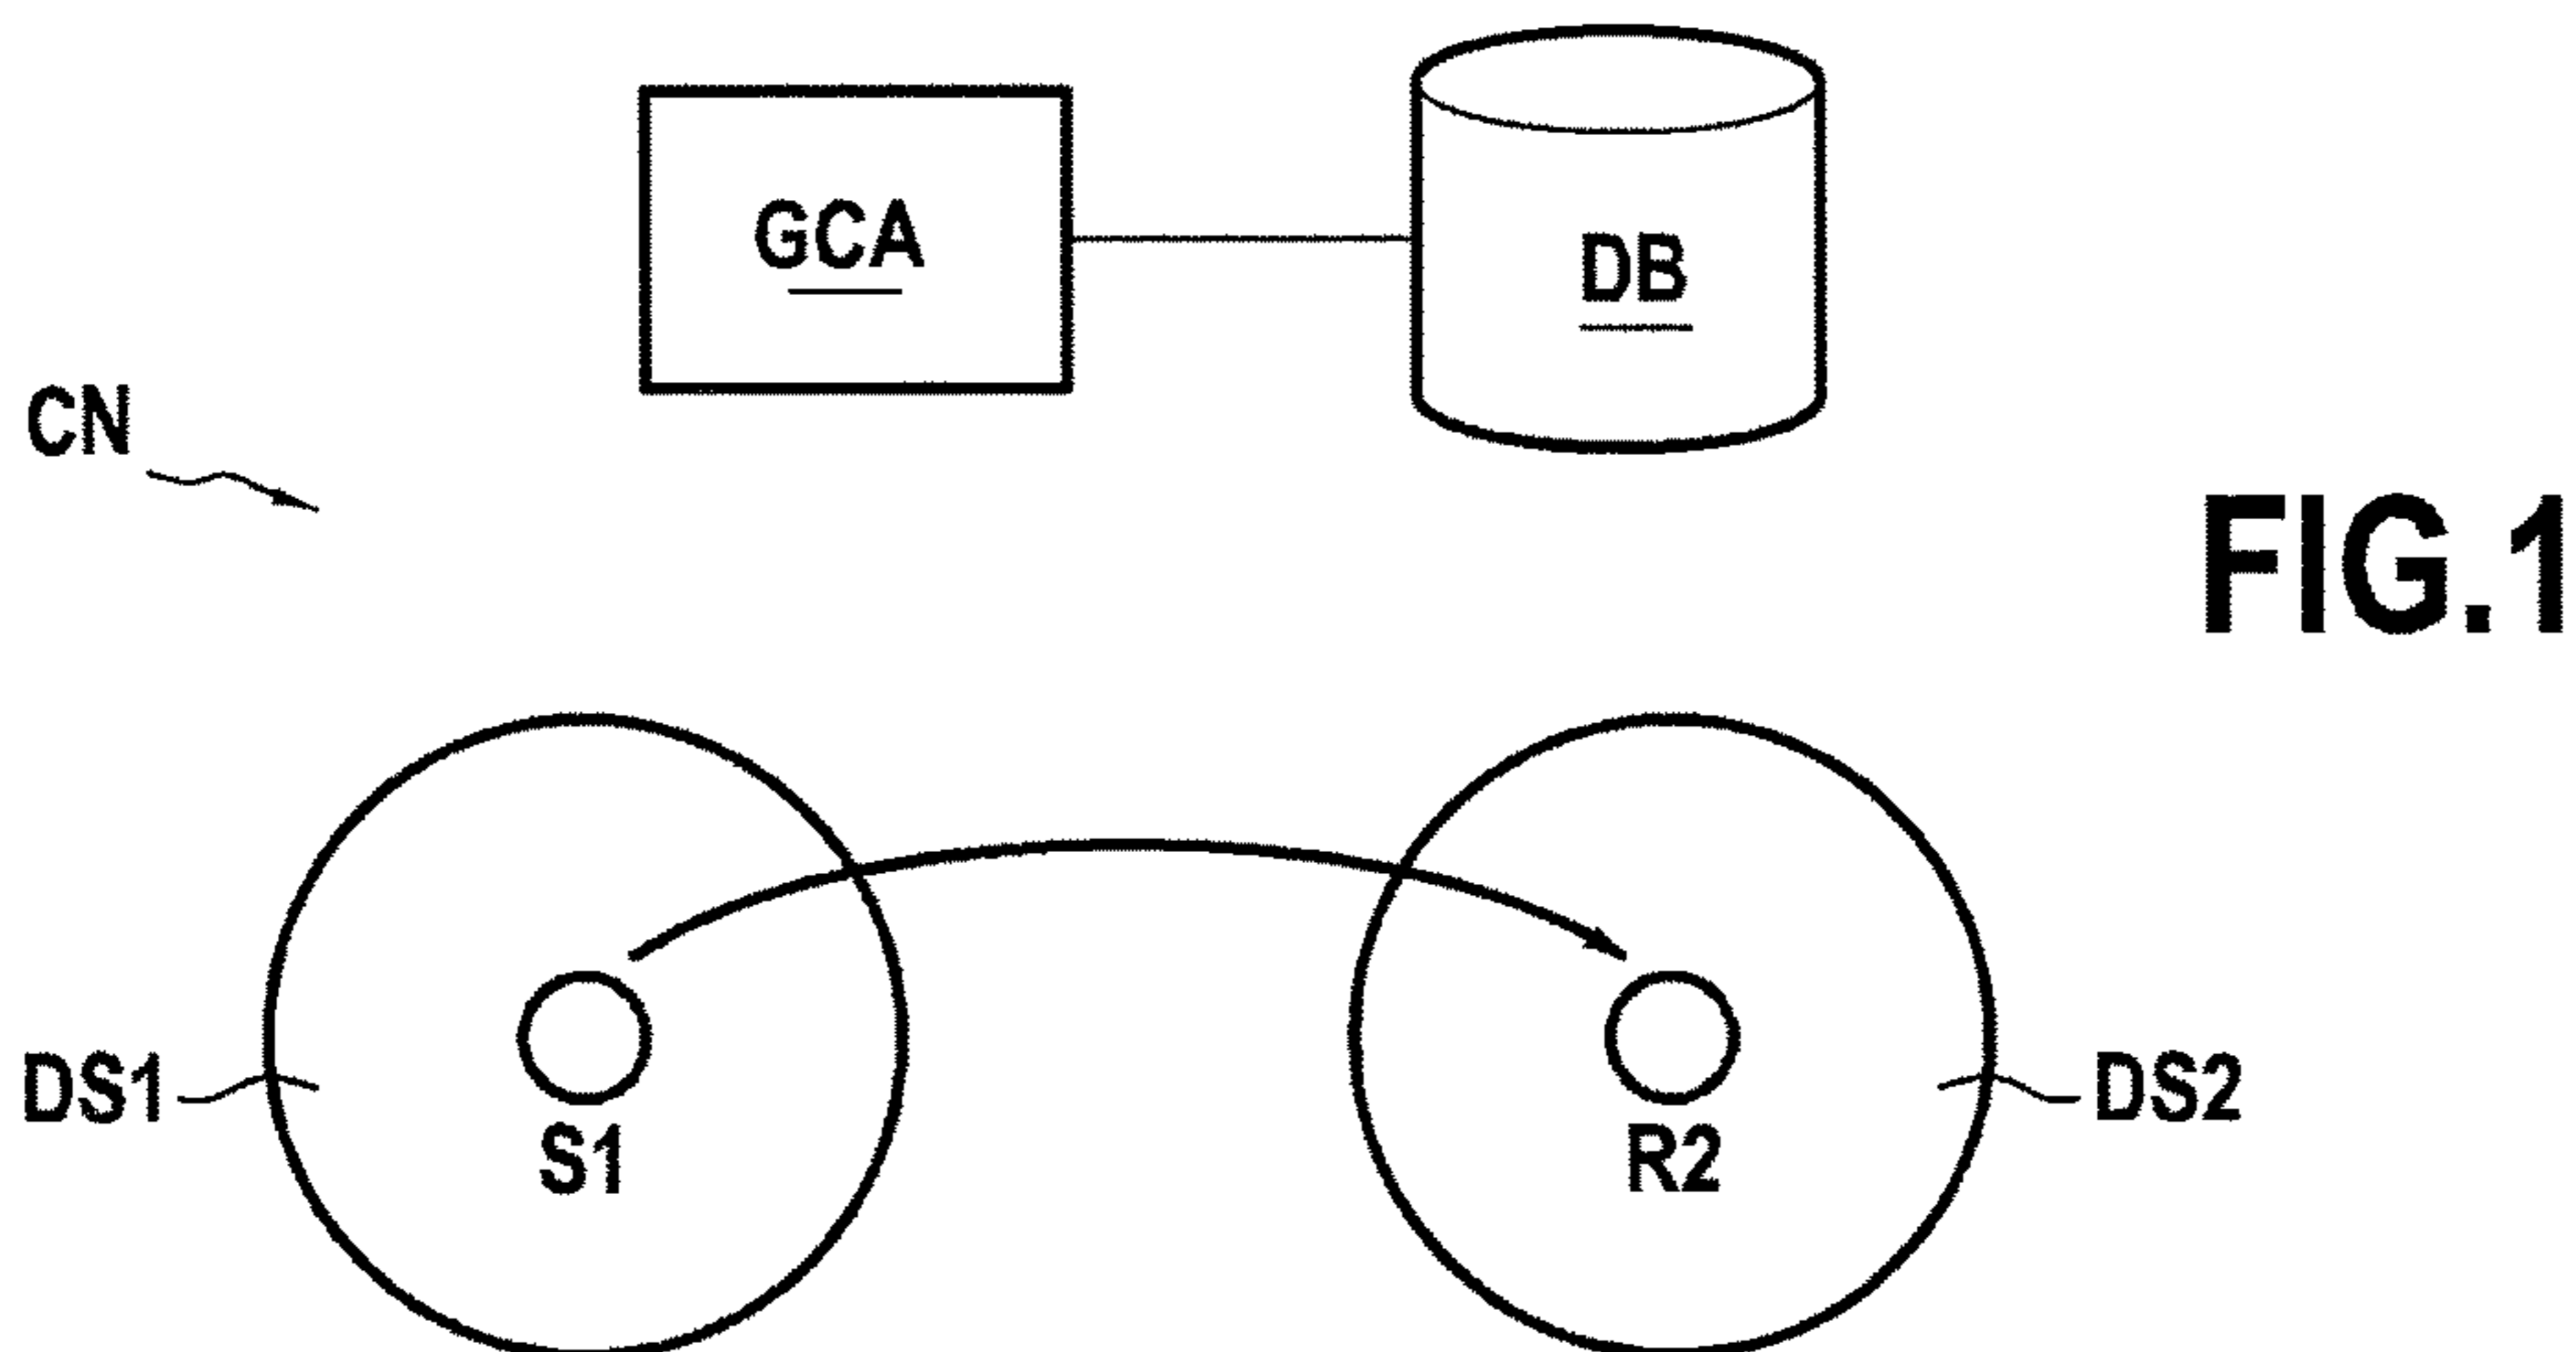 GCA
DB
CN
FIG.1
DS1
S1
R2
DS2